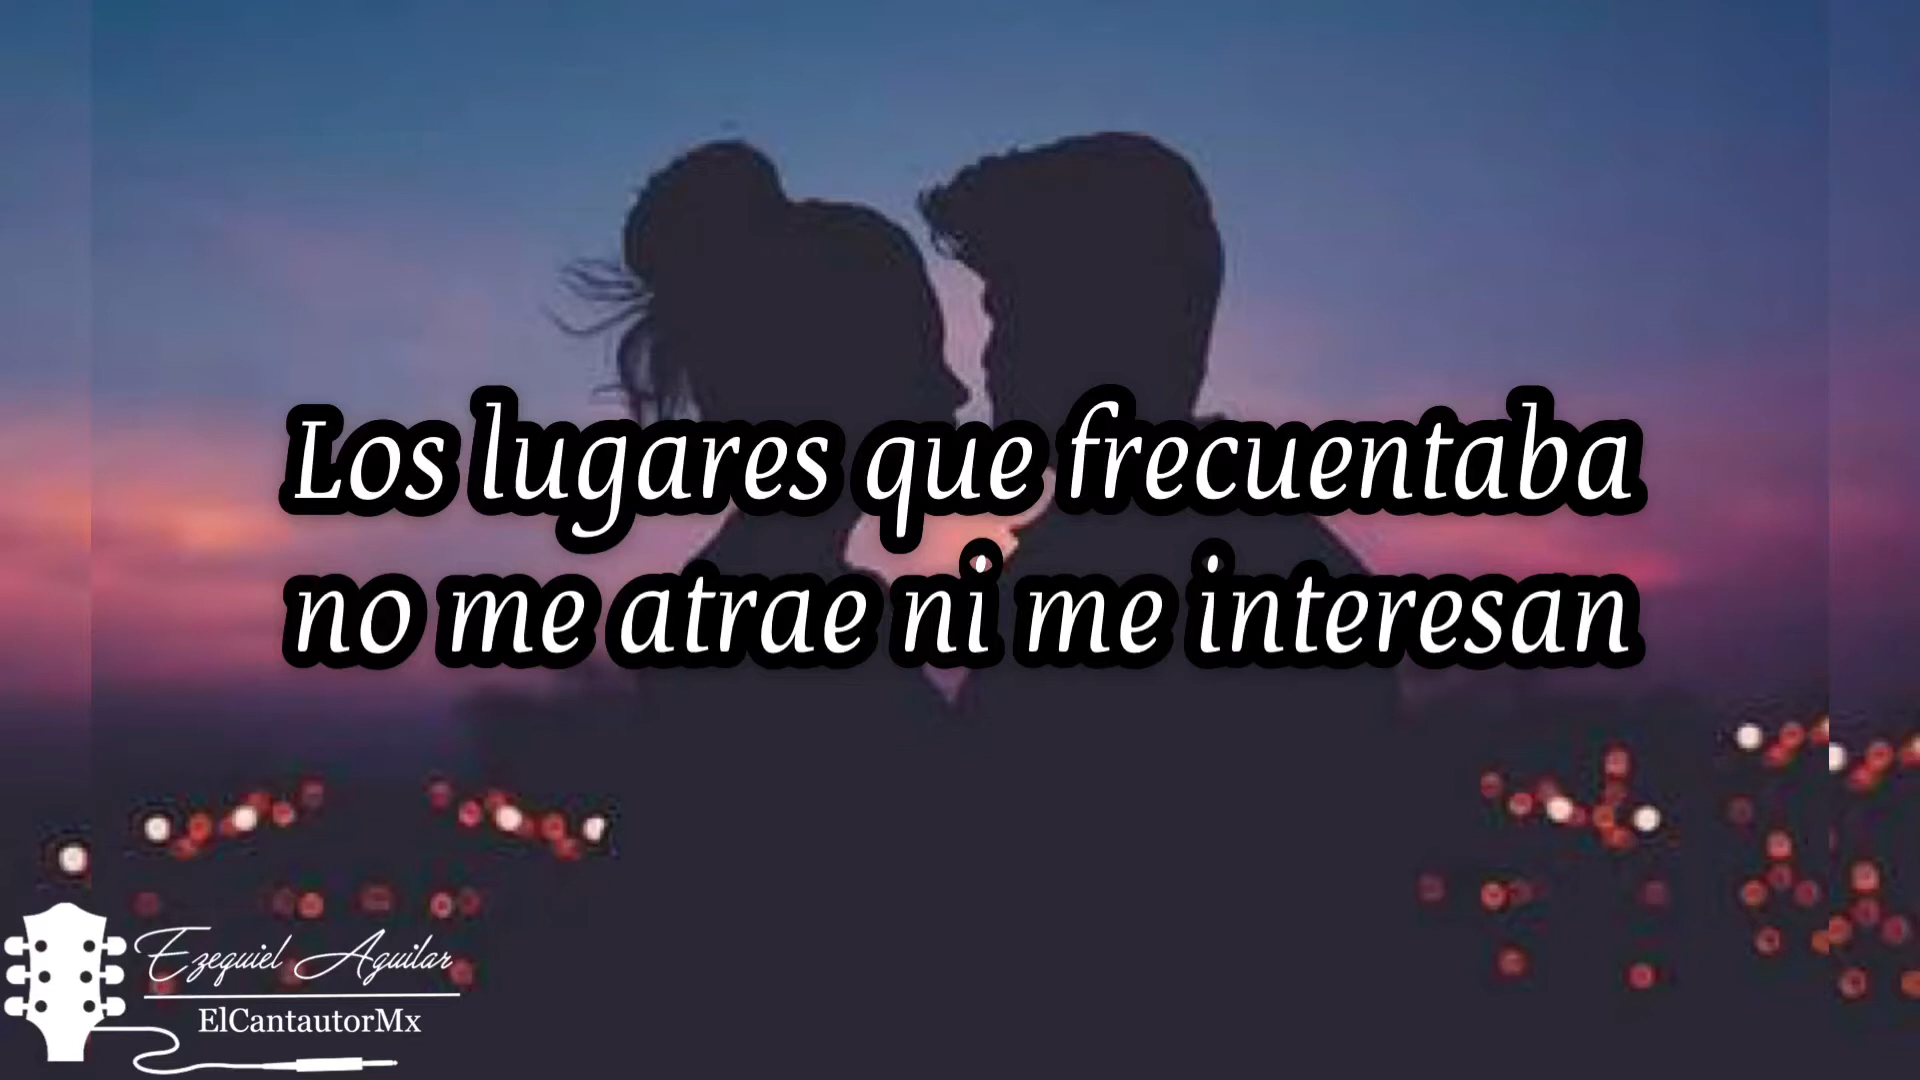 Los lugares que frecuentaba
no me atrae ni me interesan
Ezequiel Aguilar
ElCantautorMx